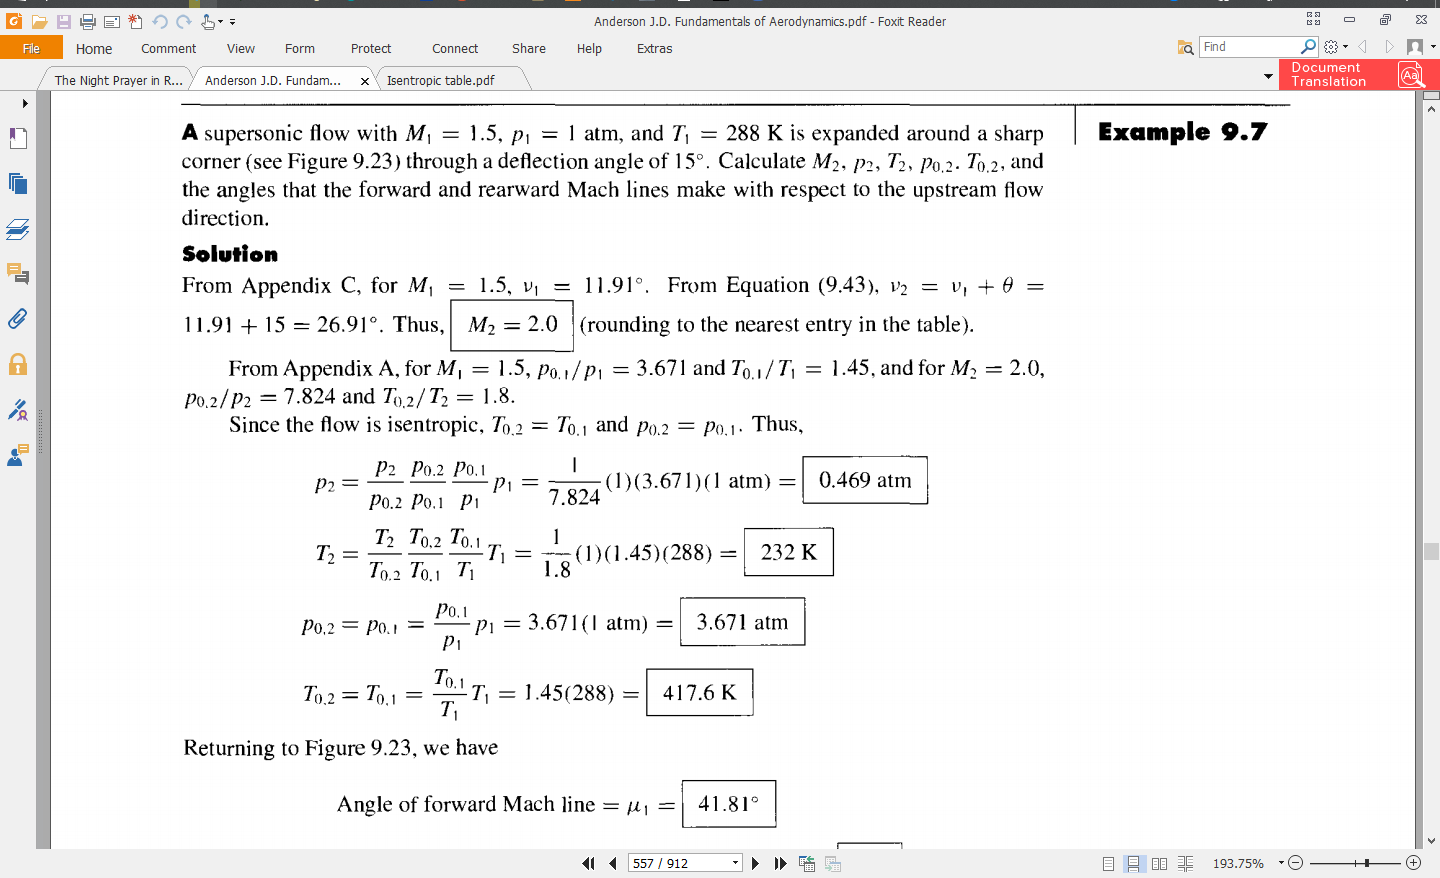 Anderson J.D. Fundamentals of Aerodynamics.pdf - Foxit Reader
File Home Comment View Form Protect Connect Share Help Extras Find
The Night Prayer in R... Anderson J.D. Fundam... x Isentropic table.pdf Document
Translation
A supersonic flow with M₁ = 1.5, p₁ = 1 atm, and T₁ = 288 K is expanded around a sharp Example 9.7
corner (see Figure 9.23) through a deflection angle of 15°. Calculate M₂, p₂, T₂, p₀.₂. T₀.₂, and
the angles that the forward and rearward Mach lines make with respect to the upstream flow
direction.
Solution
From Appendix C, for M₁ = 1.5, ν₁ = 11.91°. From Equation (9.43), ν₂ = ν₁ + θ =
11.91 + 15 = 26.91°. Thus, M₂ = 2.0 (rounding to the nearest entry in the table).
From Appendix A, for M₁ = 1.5, p₀.₁/p₁ = 3.671 and T₀.₁/T₁ = 1.45, and for M₂ = 2.0,
p₀.₂/p₂ = 7.824 and T₀.₂/T₂ = 1.8.
Since the flow is isentropic, T₀.₂ = T₀.₁ and p₀.₂ = p₀.₁. Thus,
p₂ = p₂/p₀.₂ p₀.₂/p₀.₁ p₀.₁/p₁ p₁ = 1/7.824 (1)(3.671)(1 atm) = 0.469 atm
T₂ = T₂/T₀.₂ T₀.₂/T₀.₁ T₀.₁/T₁ T₁ = 1/1.8 (1)(1.45)(288) = 232 K
p₀.₂ = p₀.₁ = p₀.₁/p₁ p₁ = 3.671(1 atm) = 3.671 atm
T₀.₂ = T₀.₁ = T₀.₁/T₁ T₁ = 1.45(288) = 417.6 K
Returning to Figure 9.23, we have
Angle of forward Mach line = μ₁ = 41.81°
557 / 912 193.75%